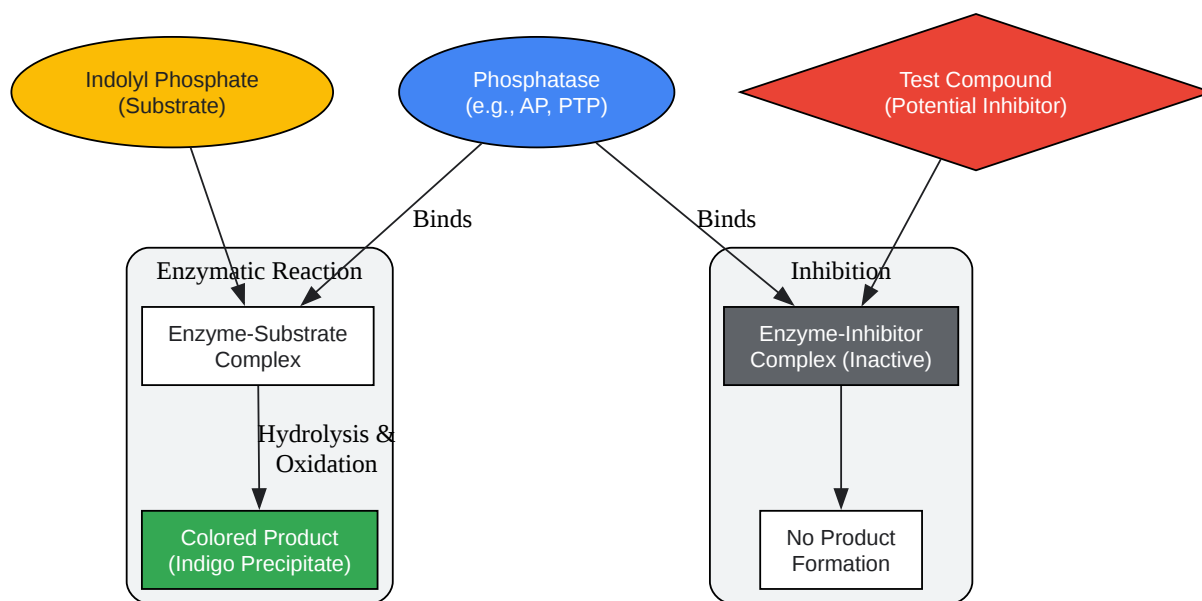 Indolyl Phosphate
(Substrate)
Phosphatase
(e.g., AP, PTP)
Test Compound
(Potential Inhibitor)
Binds
Binds
Enzymatic Reaction
Inhibition
Enzyme-Substrate
Complex
Enzyme-Inhibitor
Complex (Inactive)
Hydrolysis &
Oxidation
Colored Product
(Indigo Precipitate)
No Product
Formation